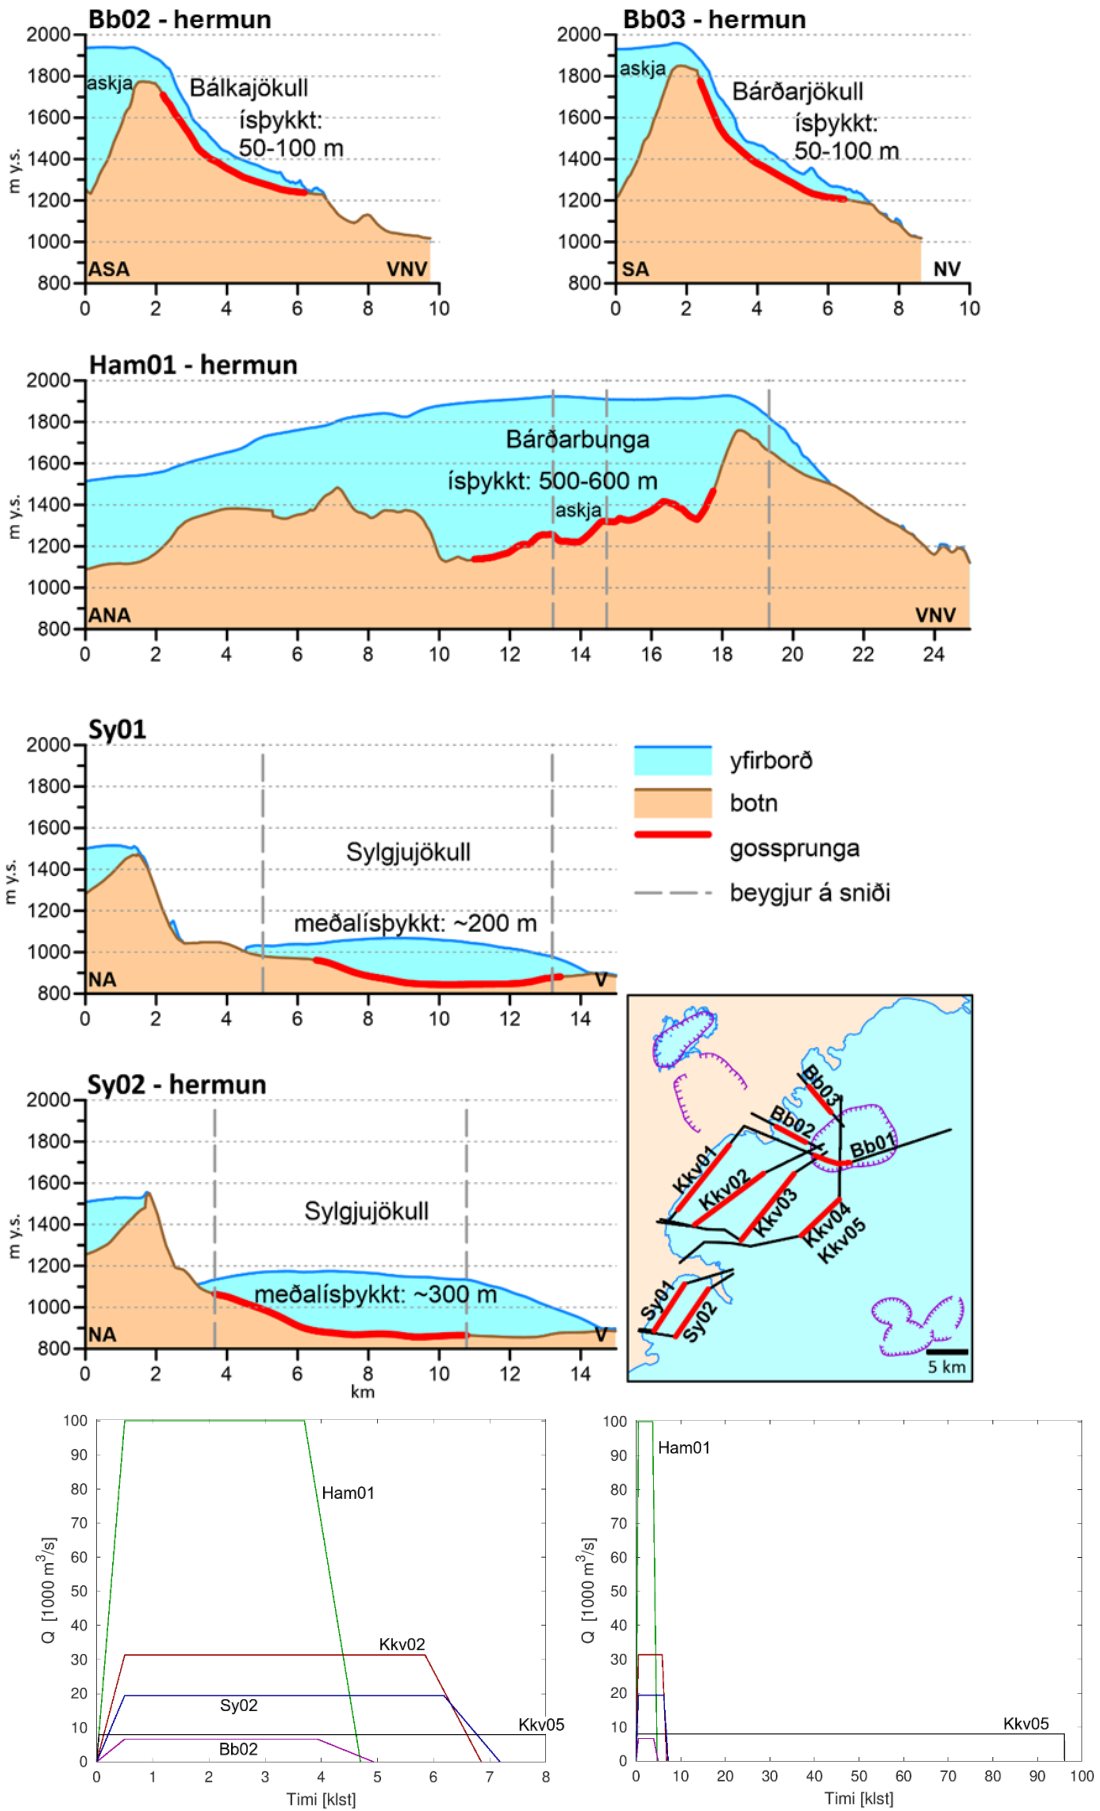 Bb02 - hermun
2000
1800
1600
1400
1200
1000
800
m y.s.
askja
Bálkajökull
ísþykkt:
50-100 m
ASA
VNV
0 2 4 6 8 10
Bb03 - hermun
2000
1800
1600
1400
1200
1000
800
askja
Bárðarjökull
ísþykkt:
50-100 m
SA
NV
0 2 4 6 8 10
Ham01 - hermun
2000
1800
1600
1400
1200
1000
800
m y.s.
Bárðarbunga
ísþykkt: 500-600 m
askja
ANA
VNV
0 2 4 6 8 10 12 14 16 18 20 22 24
Sy01
2000
1800
1600
1400
1200
1000
800
m y.s.
Sylgjujökull
meðalísþykkt: ~200 m
NA
V
0 2 4 6 8 10 12 14
yfirborð
botn
gossprunga
beygjur á sniði
Sy02 - hermun
2000
1800
1600
1400
1200
1000
800
m y.s.
Sylgjujökull
meðalísþykkt: ~300 m
NA
V
0 2 4 6 8 10 12 14
km
Bb03
Bb02
Bb01
Kkv01
Kkv02
Kkv03
Kkv04
Kkv05
Sy01
Sy02
5 km
100
90
80
70
60
50
40
30
20
10
0
Q [1000 m³/s]
Ham01
Kkv02
Sy02
Kkv05
Bb02
0 1 2 3 4 5 6 7 8
Timi [klst]
100
90
80
70
60
50
40
30
20
10
0
Q [1000 m³/s]
Ham01
Kkv05
0 10 20 30 40 50 60 70 80 90 100
Timi [klst]